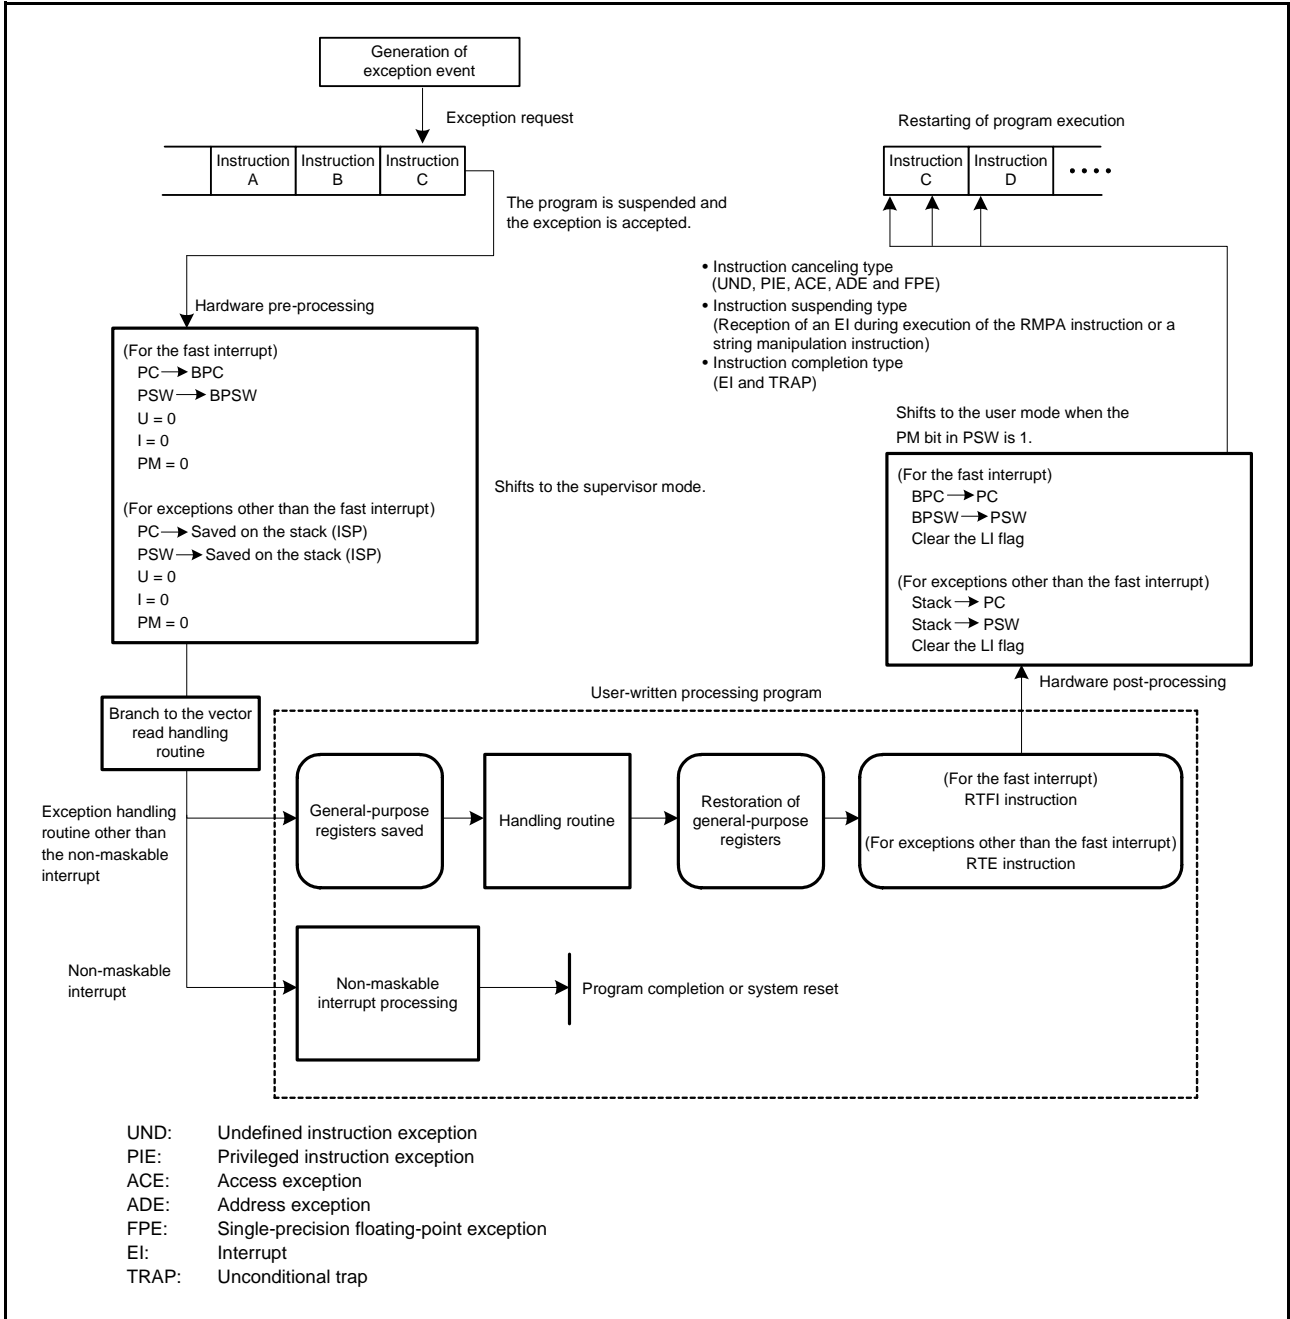 Generation of
exception event
Exception request
Instruction
A
Instruction
B
Instruction
C
The program is suspended and
the exception is accepted.
Restarting of program execution
Instruction
C
Instruction
D
• • • •
• Instruction canceling type
(UND, PIE, ACE, ADE and FPE)
• Instruction suspending type
(Reception of an EI during execution of the RMPA instruction or a
string manipulation instruction)
• Instruction completion type
(EI and TRAP)
Hardware pre-processing
(For the fast interrupt)
PC → BPC
PSW → BPSW
U = 0
I = 0
PM = 0
(For exceptions other than the fast interrupt)
PC → Saved on the stack (ISP)
PSW → Saved on the stack (ISP)
U = 0
I = 0
PM = 0
Shifts to the supervisor mode.
Shifts to the user mode when the
PM bit in PSW is 1.
(For the fast interrupt)
BPC → PC
BPSW → PSW
Clear the LI flag
(For exceptions other than the fast interrupt)
Stack → PC
Stack → PSW
Clear the LI flag
Hardware post-processing
User-written processing program
Branch to the vector
read handling
routine
Exception handling
routine other than
the non-maskable
interrupt
General-purpose
registers saved
Handling routine
Restoration of
general-purpose
registers
(For the fast interrupt)
RTFI instruction
(For exceptions other than the fast interrupt)
RTE instruction
Non-maskable
interrupt
Non-maskable
interrupt processing
Program completion or system reset
UND: Undefined instruction exception
PIE: Privileged instruction exception
ACE: Access exception
ADE: Address exception
FPE: Single-precision floating-point exception
EI: Interrupt
TRAP: Unconditional trap